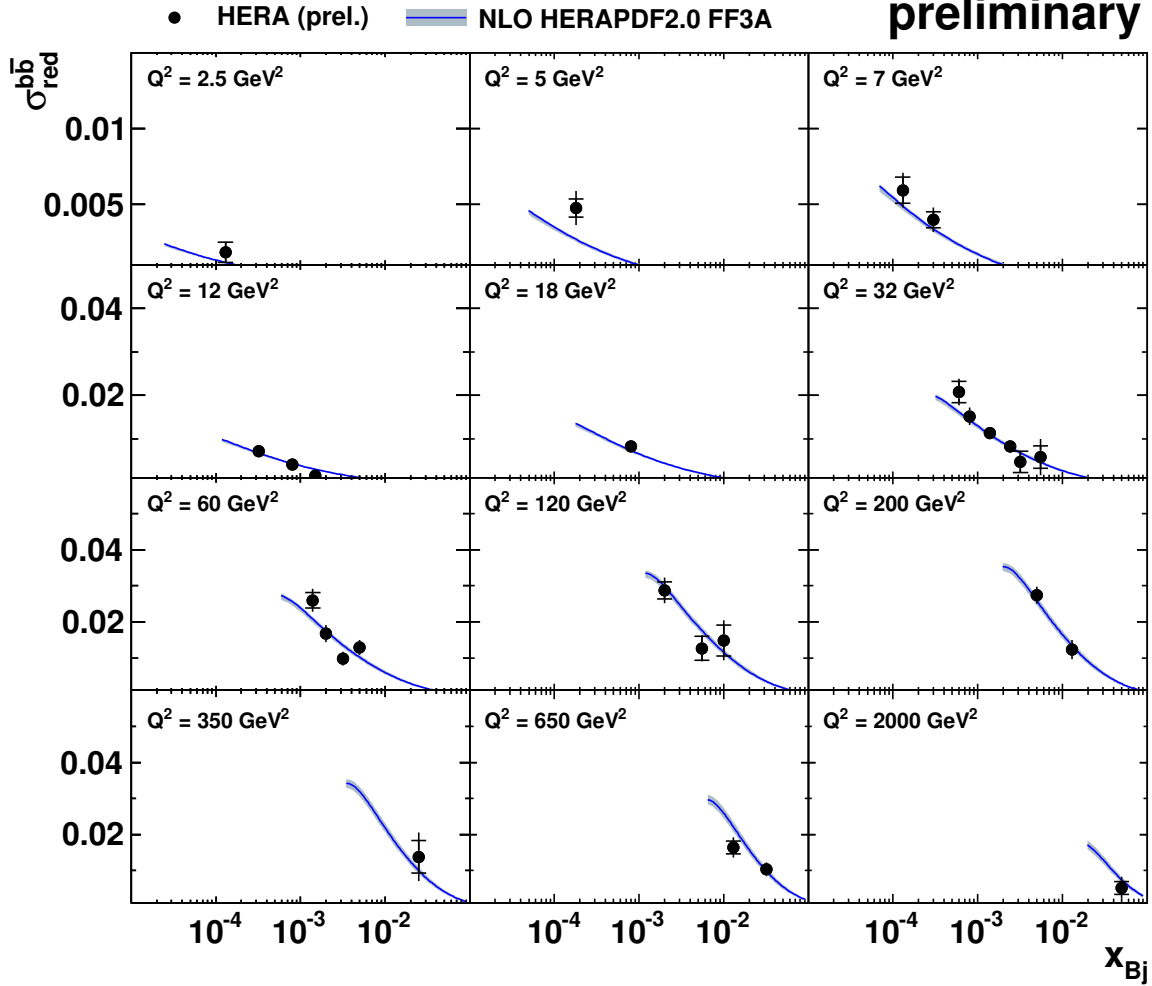 HERA (prel.) NLO HERAPDF2.0 FF3A preliminary
σ_red^{bb̄}
Q² = 2.5 GeV² Q² = 5 GeV² Q² = 7 GeV²
0.01
0.005
Q² = 12 GeV² Q² = 18 GeV² Q² = 32 GeV²
0.04
0.02
Q² = 60 GeV² Q² = 120 GeV² Q² = 200 GeV²
0.04
0.02
Q² = 350 GeV² Q² = 650 GeV² Q² = 2000 GeV²
0.04
0.02
10⁻⁴ 10⁻³ 10⁻² 10⁻⁴ 10⁻³ 10⁻² 10⁻⁴ 10⁻³ 10⁻²
x_Bj